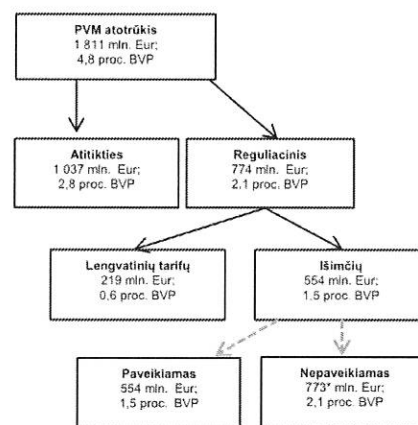 PVM atotrūkis
1 811 mln. Eur;
4,8 proc. BVP
Atitikties
1 037 mln. Eur;
2,8 proc. BVP
Reguliacinis
774 mln. Eur;
2,1 proc. BVP
Lengvatinių tarifų
219 mln. Eur;
0,6 proc. BVP
Išimčių
554 mln. Eur;
1,5 proc. BVP
Paveikiamas
554 mln. Eur;
1,5 proc. BVP
Nepaveikiamas
773* mln. Eur;
2,1 proc. BVP